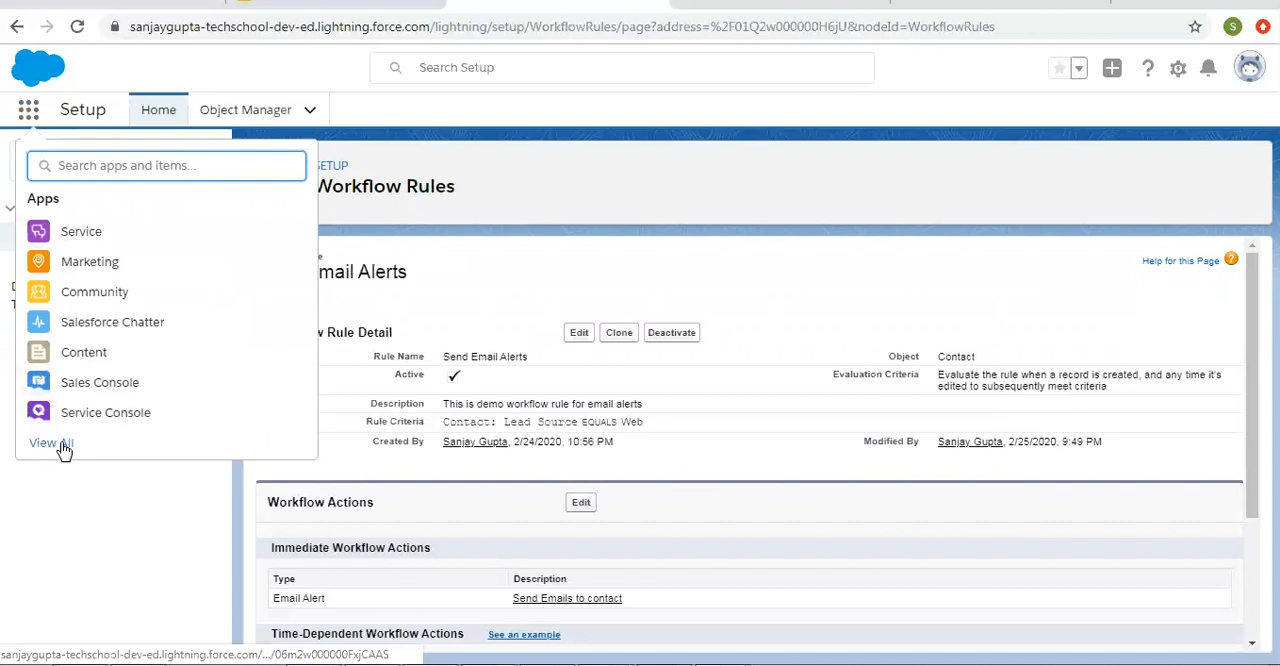 sanjaygupta-techschool-dev-ed.lightning.force.com/lightning/setup/WorkflowRules/page?address=%2F01Q2w000000H6jU&nodeId=WorkflowRules
S
Search Setup
Setup
Home
Object Manager
Search apps and items...
Apps
Service
Marketing
Community
Salesforce Chatter
Content
Sales Console
Service Console
View All
SETUP
Workflow Rules
mail Alerts
Help for this Page
w Rule Detail
Edit
Clone
Deactivate
Rule Name
Send Email Alerts
Object
Contact
Active
Evaluation Criteria
Evaluate the rule when a record is created, and any time it's
edited to subsequently meet criteria
Description
This is demo workflow rule for email alerts
Rule Criteria
Contact: Lead Source EQUALS Web
Created By
Sanjay Gupta, 2/24/2020, 10:56 PM
Modified By
Sanjay Gupta, 2/25/2020, 9:49 PM
Workflow Actions
Edit
Immediate Workflow Actions
Type
Description
Email Alert
Send Emails to contact
Time-Dependent Workflow Actions
See an example
sanjaygupta-techschool-dev-ed.lightning.force.com/.../06m2w000000FxjCAAS